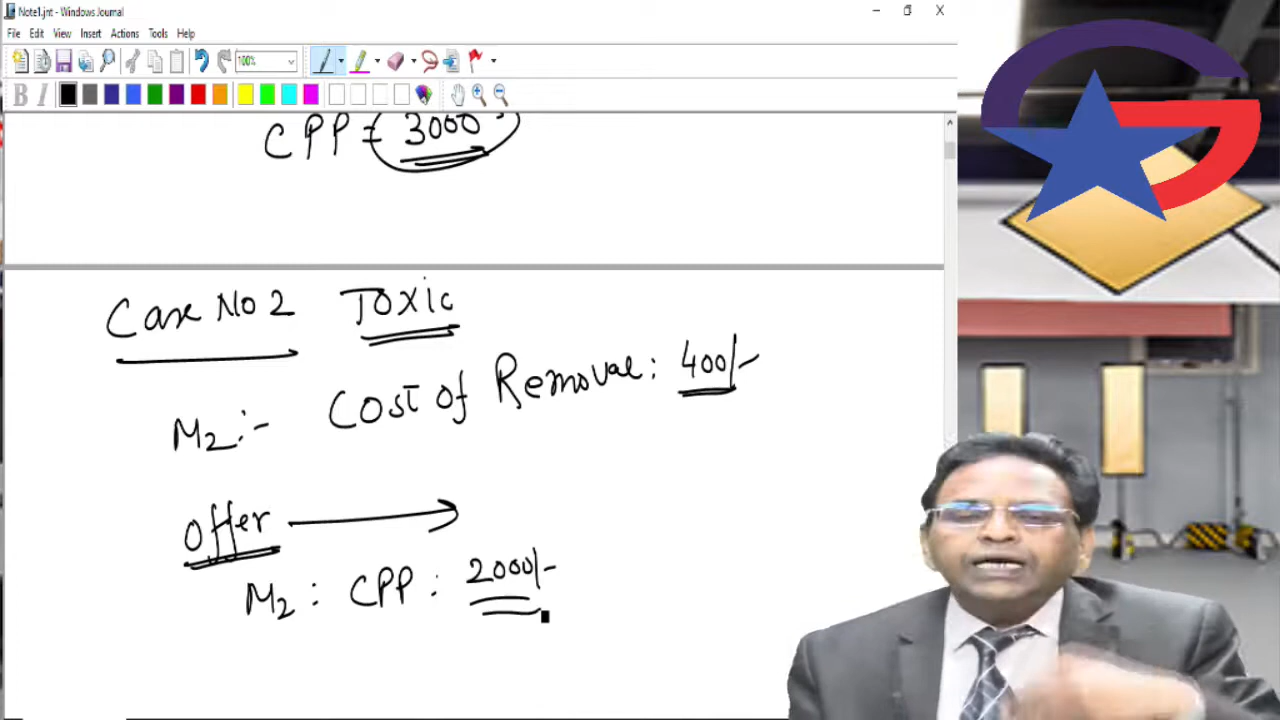 Note1.jnt - Windows Journal
File Edit View Insert Actions Tools Help
100%
B I
CPP = 3000
Case No 2 Toxic
M2:- Cost of Removal: 400/-
Offer
M2: CPP: 2000/-
G